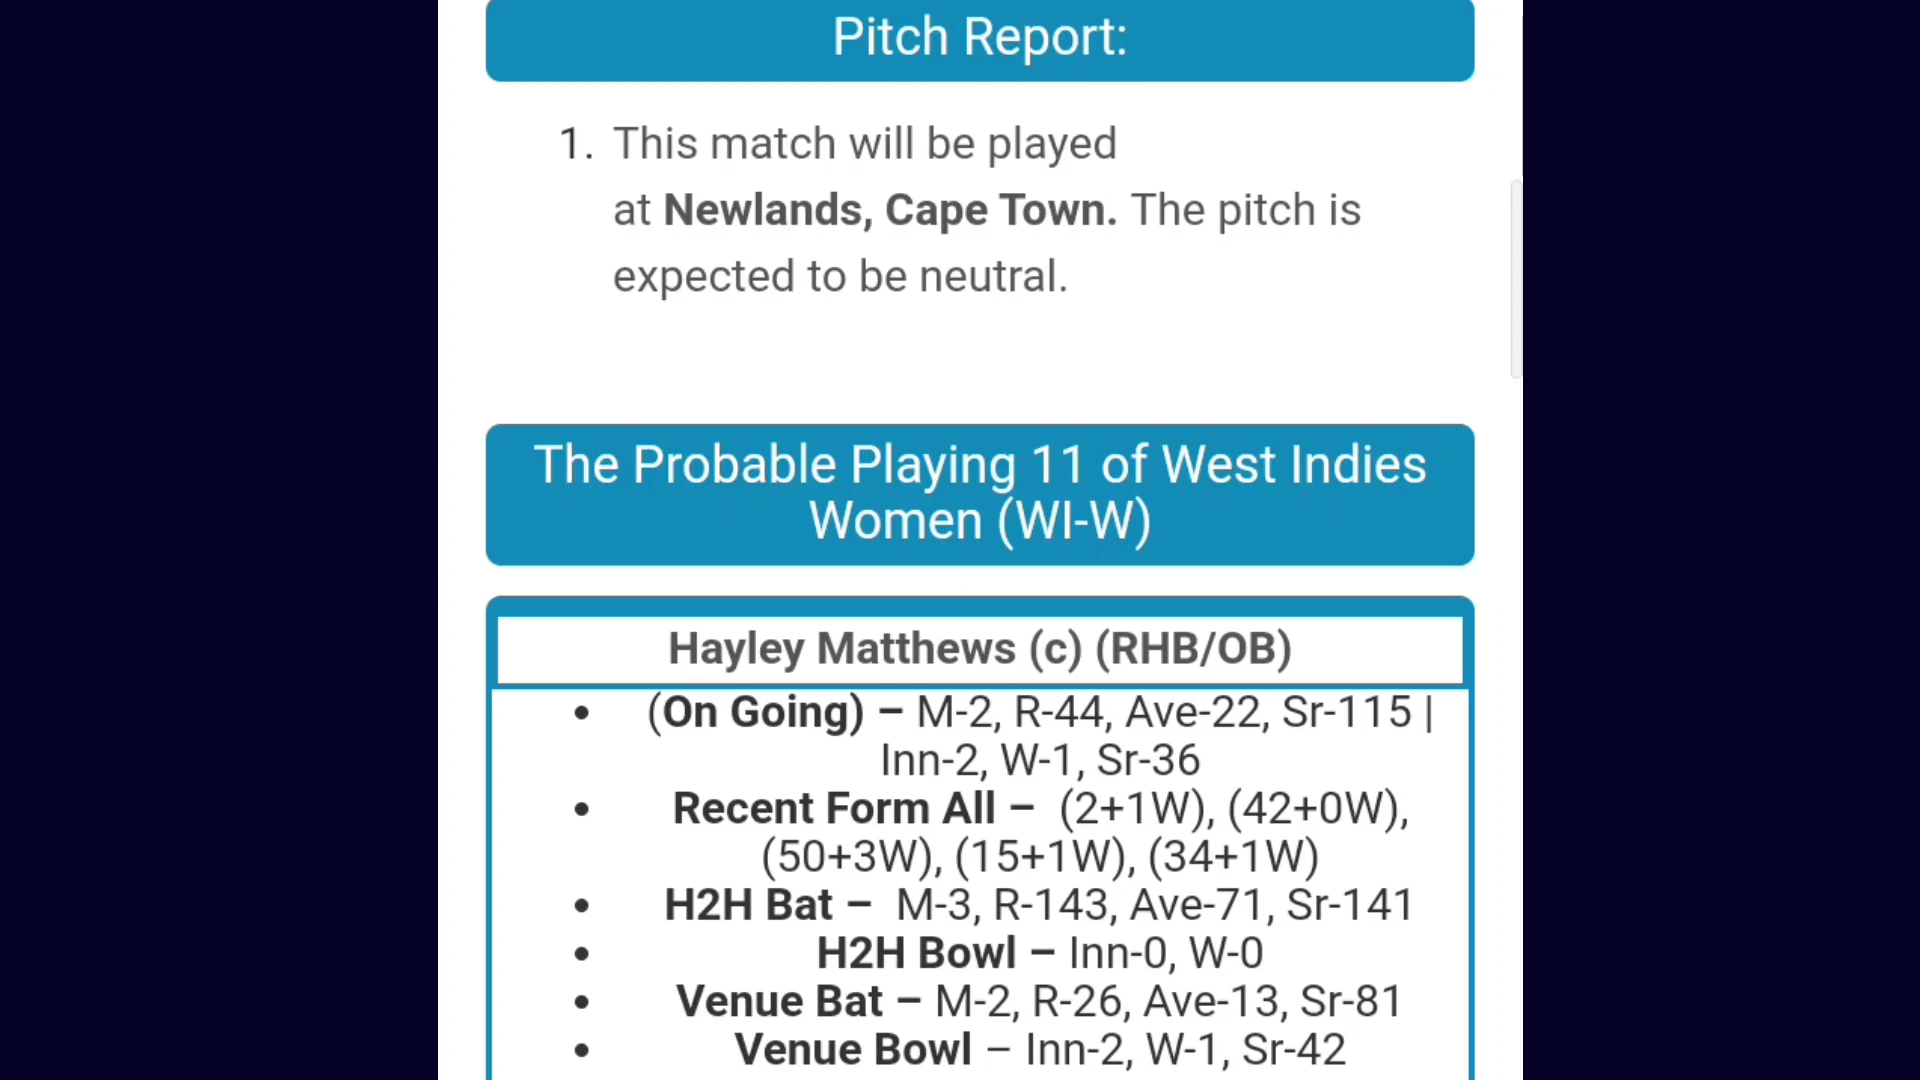 Pitch Report:
1. This match will be played
at Newlands, Cape Town. The pitch is
expected to be neutral.
The Probable Playing 11 of West Indies
Women (WI-W)
Hayley Matthews (c) (RHB/OB)
• (On Going) – M-2, R-44, Ave-22, Sr-115 |
Inn-2, W-1, Sr-36
• Recent Form All – (2+1W), (42+0W),
(50+3W), (15+1W), (34+1W)
• H2H Bat – M-3, R-143, Ave-71, Sr-141
• H2H Bowl – Inn-0, W-0
• Venue Bat – M-2, R-26, Ave-13, Sr-81
• Venue Bowl – Inn-2, W-1, Sr-42